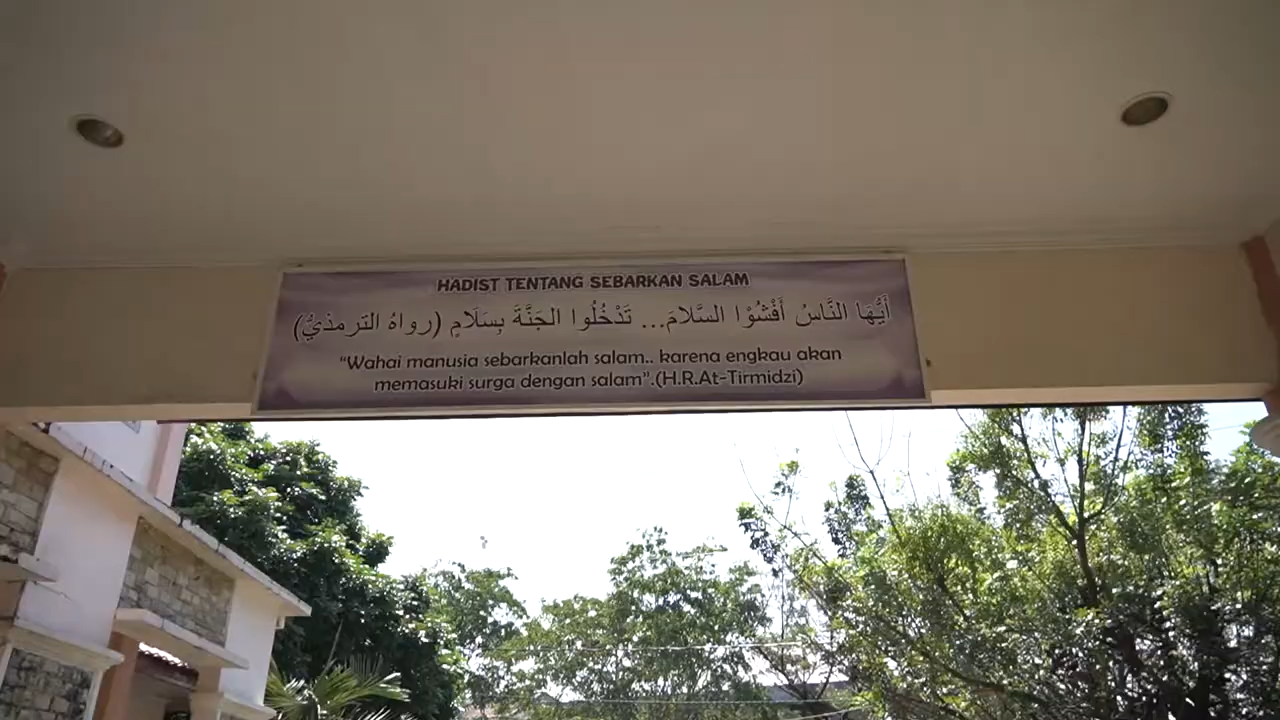 HADIST TENTANG SEBARKAN SALAM
أَيُّهَا النَّاسُ أَفْشُوْا السَّلَامَ... تَدْخُلُوا الجَنَّةَ بِسَلَامٍ (رواهُ الترمذيُّ)
“Wahai manusia sebarkanlah salam.. karena engkau akan
memasuki surga dengan salam”.(H.R.At-Tirmidzi)